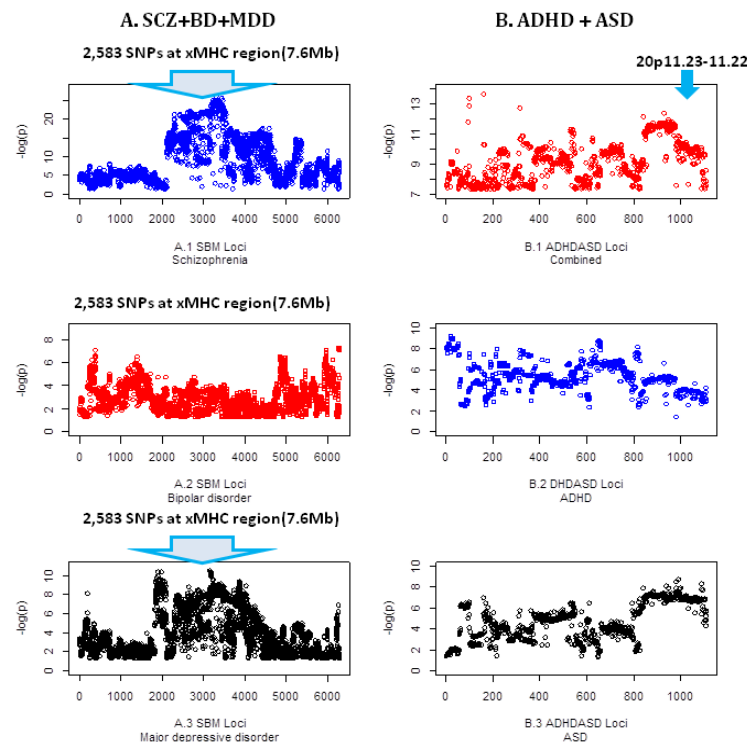 A. SCZ+BD+MDD
B. ADHD + ASD
2,583 SNPs at xMHC region(7.6Mb)
20p11.23-11.22
-log(p)
0 5 10 20
0 1000 2000 3000 4000 5000 6000
A.1 SBM Loci
Schizophrenia
-log(p)
7 9 11 13
0 200 400 600 800 1000
B.1 ADHDASD Loci
Combined
2,583 SNPs at xMHC region(7.6Mb)
-log(p)
0 2 4 6 8
0 1000 2000 3000 4000 5000 6000
A.2 SBM Loci
Bipolar disorder
-log(p)
0 2 4 6 8 10
0 200 400 600 800 1000
B.2 DHDASD Loci
ADHD
2,583 SNPs at xMHC region(7.6Mb)
-log(p)
0 2 4 6 8 10
0 1000 2000 3000 4000 5000 6000
A.3 SBM Loci
Major depressive disorder
-log(p)
0 2 4 6 8 10
0 200 400 600 800 1000
B.3 ADHDASD Loci
ASD